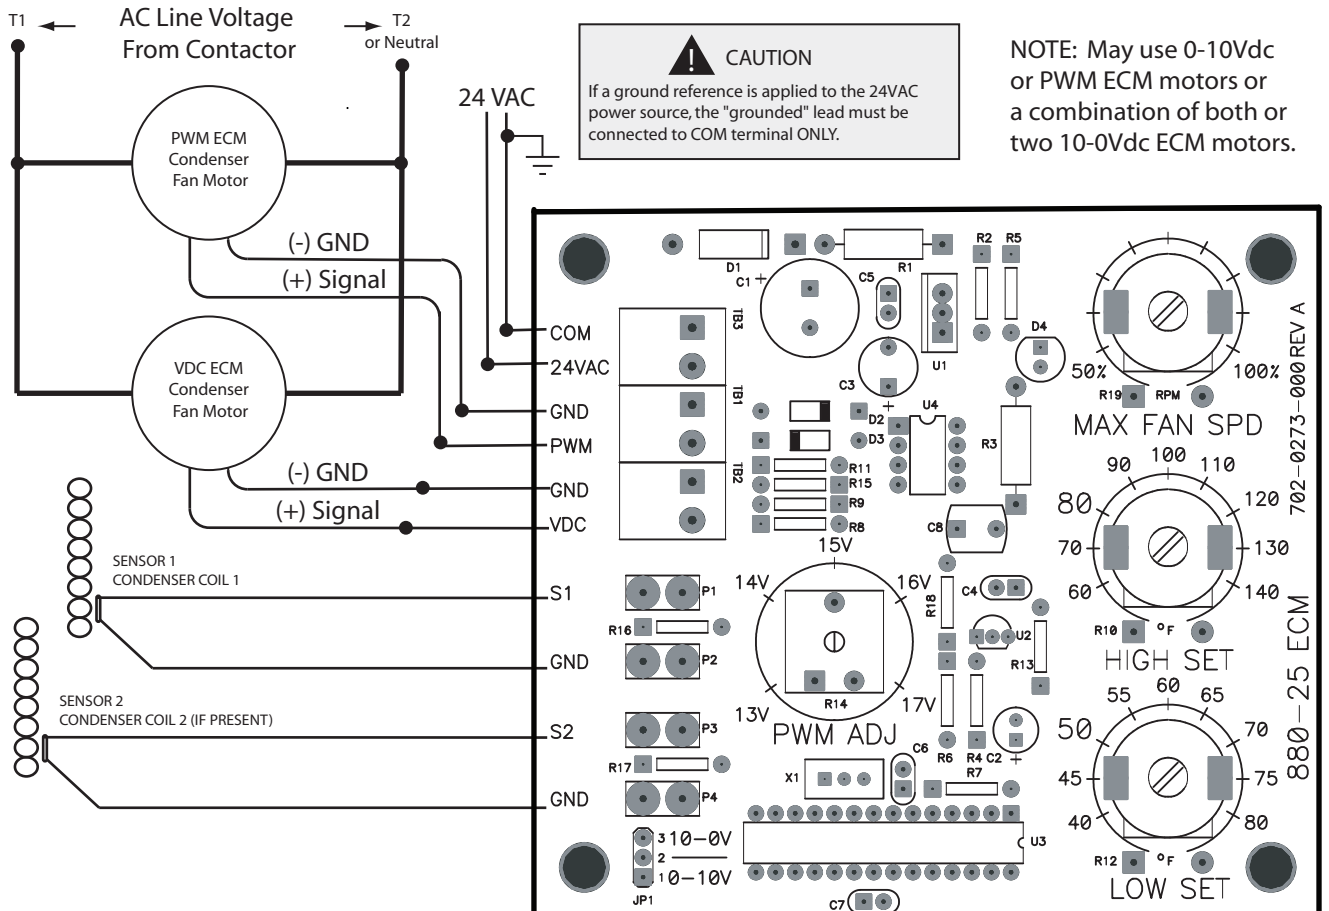 T1
AC Line Voltage
From Contactor
T2
or Neutral
PWM ECM
Condenser
Fan Motor
24 VAC
CAUTION
If a ground reference is applied to the 24VAC
power source, the "grounded" lead must be
connected to COM terminal ONLY.
NOTE:  May use 0-10Vdc
or PWM ECM motors or
a combination of both or
two 10-0Vdc ECM motors.
(-) GND
(+) Signal
VDC ECM
Condenser
Fan Motor
(-) GND
(+) Signal
SENSOR 1
CONDENSER COIL 1
SENSOR 2
CONDENSER COIL 2 (IF PRESENT)
COM
24VAC
GND
PWM
GND
VDC
S1
GND
S2
GND
TB3
TB1
TB2
D1
C1 +
R1
C5
U1
R2
R5
D4
C3
+
D2
D3
U4
R3
R11
R15
R9
R8
C8
P1
R16
P2
P3
R17
P4
3 10-0V
2
1 0-10V
JP1
13V
14V
15V
16V
17V
R14
PWM ADJ
R18
C4
U2
R13
R6
R4
C2
+
X1
C6
R7
U3
C7
50%
100%
R19
RPM
MAX FAN SPD
60
70
80
90
100
110
120
130
140
R10
°F
HIGH SET
40
45
50
55
60
65
70
75
80
R12
°F
LOW SET
702-0273-000 REV A
880-25 ECM